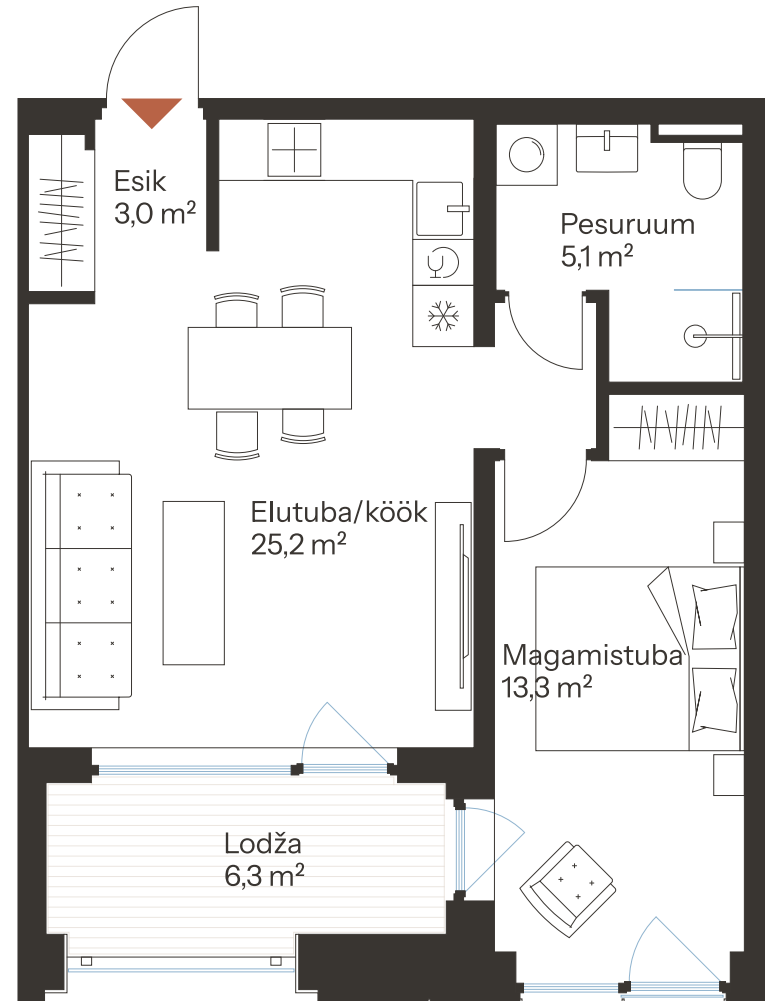 Esik
3,0 m²
Pesuruum
5,1 m²
Elutuba/köök
25,2 m²
Magamistuba
13,3 m²
Lodža
6,3 m²